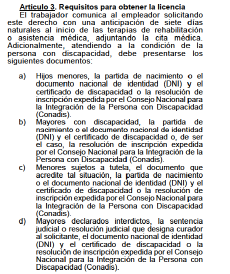 Artículo 3. Requisitos para obtener la licencia
El trabajador comunica al empleador solicitando
este derecho con una anticipación de siete días
naturales al inicio de las terapias de rehabilitación
o asistencia médica, adjuntando la cita médica.
Adicionalmente, atendiendo a la condición de la
persona con discapacidad, debe presentarse los
siguientes documentos:
a) Hijos menores, la partida de nacimiento o el
documento nacional de identidad (DNI) y el
certificado de discapacidad o la resolución de
inscripción expedida por el Consejo Nacional para
la Integración de la Persona con Discapacidad
(Conadis).
b) Mayores con discapacidad, la partida de
nacimiento o el documento nacional de identidad
(DNI) y el certificado de discapacidad o, de ser
el caso, la resolución de inscripción expedida
por el Consejo Nacional para la Integración de la
Persona con Discapacidad (Conadis).
c) Menores sujetos a tutela, el documento que
acredite tal situación, la partida de nacimiento
o el documento nacional de identidad (DNI) y el
certificado de discapacidad o la resolución de
inscripción expedida por el Consejo Nacional para
la Integración de la Persona con Discapacidad
(Conadis).
d) Mayores declarados interdictos, la sentencia
judicial o resolución judicial que designa curador
al solicitante, el documento nacional de identidad
(DNI) y el certificado de discapacidad o la
resolución de inscripción expedida por el Consejo
Nacional para la Integración de la Persona con
Discapacidad (Conadis).